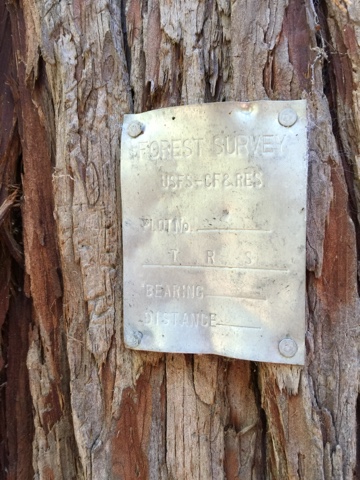 FOREST SURVEY
USFS-CF&RES
PLOT No.
T. R. S.
BEARING
DISTANCE